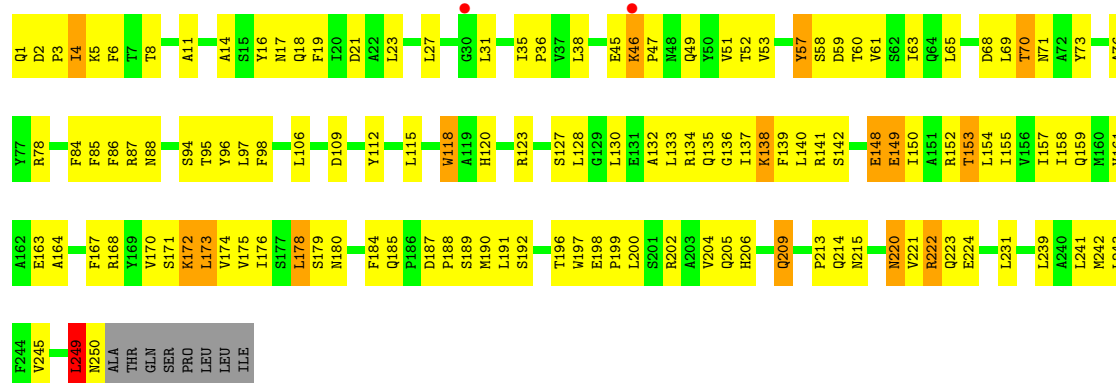 Q1 D2 P3 I4 K5 F6 T7 T8 A11 A14 S15 Y16 N17 Q18 F19 I20 D21 A22 L23 L27 G30 L31 I35 P36 V37 L38 E45 K46 P47 N48 Q49 Y50 V51 T52 V53 Y57 S58 D59 T60 V61 S62 I63 Q64 L65 D68 L69 T70 N71 A72 Y73
Y77 R78 F84 F85 F86 R87 N88 S94 T95 Y96 L97 F98 L106 D109 Y112 L115 W118 A119 H120 R123 S127 L128 G129 L130 E131 A132 L133 R134 Q135 G136 I137 K138 F139 L140 R141 S142 E148 E149 I150 A151 R152 T153 L154 I155 V156 I157 I158 Q159 M160
A162 E163 A164 F167 R168 Y169 V170 S171 K172 L173 V174 V175 I176 S177 L178 S179 N180 F184 Q185 P186 D187 P188 S189 M190 L191 S192 T196 W197 E198 P199 L200 S201 R202 A203 V204 Q205 H206 Q209 P213 Q214 N215 N220 V221 R222 Q223 E224 L231 L239 A240 L241 M242
F244 V245 L249 N250 ALA THR GLN SER PRO LEU LEU ILE